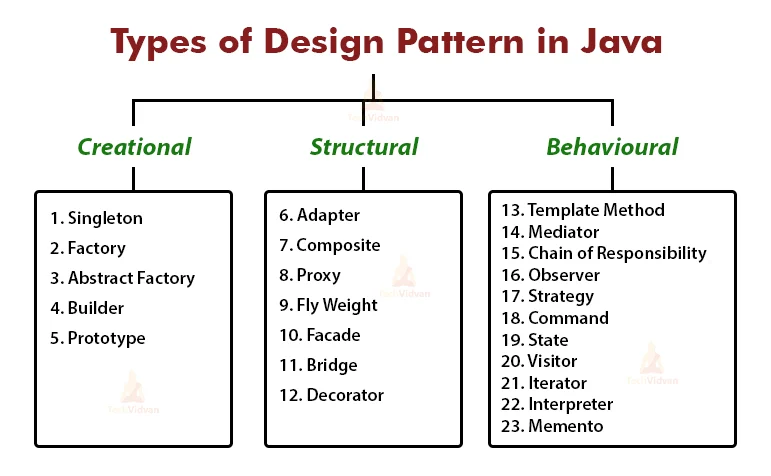 Types of Design Pattern in Java
TechVidvan
Creational
Structural
Behavioural
1. Singleton
2. Factory
3. Abstract Factory
4. Builder
5. Prototype
TechVidvan
6. Adapter
7. Composite
8. Proxy
9. Fly Weight
10. Facade
11. Bridge
12. Decorator
TechVidvan
13. Template Method
14. Mediator
15. Chain of Responsibility
16. Observer
17. Strategy
18. Command
19. State
20. Visitor
21. Iterator
22. Interpreter
23. Memento
TechVidvan